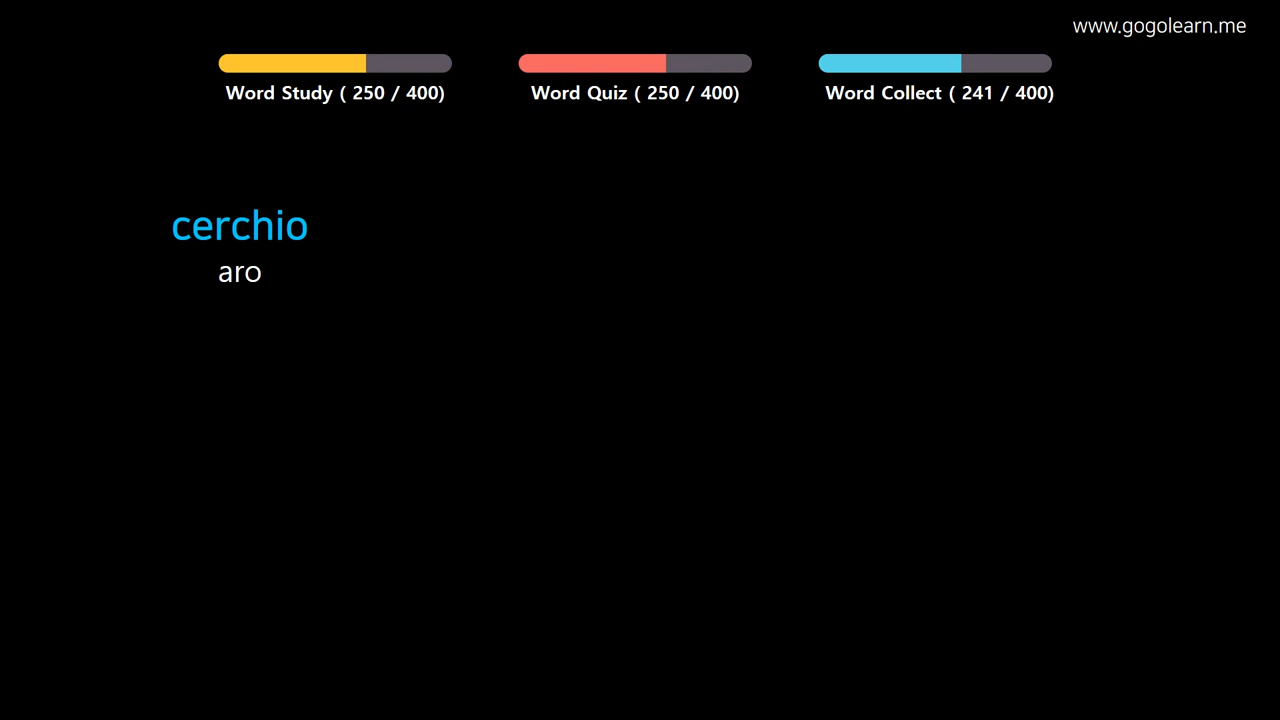 www.gogolearn.me
Word Study ( 250 / 400)
Word Quiz ( 250 / 400)
Word Collect ( 241 / 400)
cerchio
aro